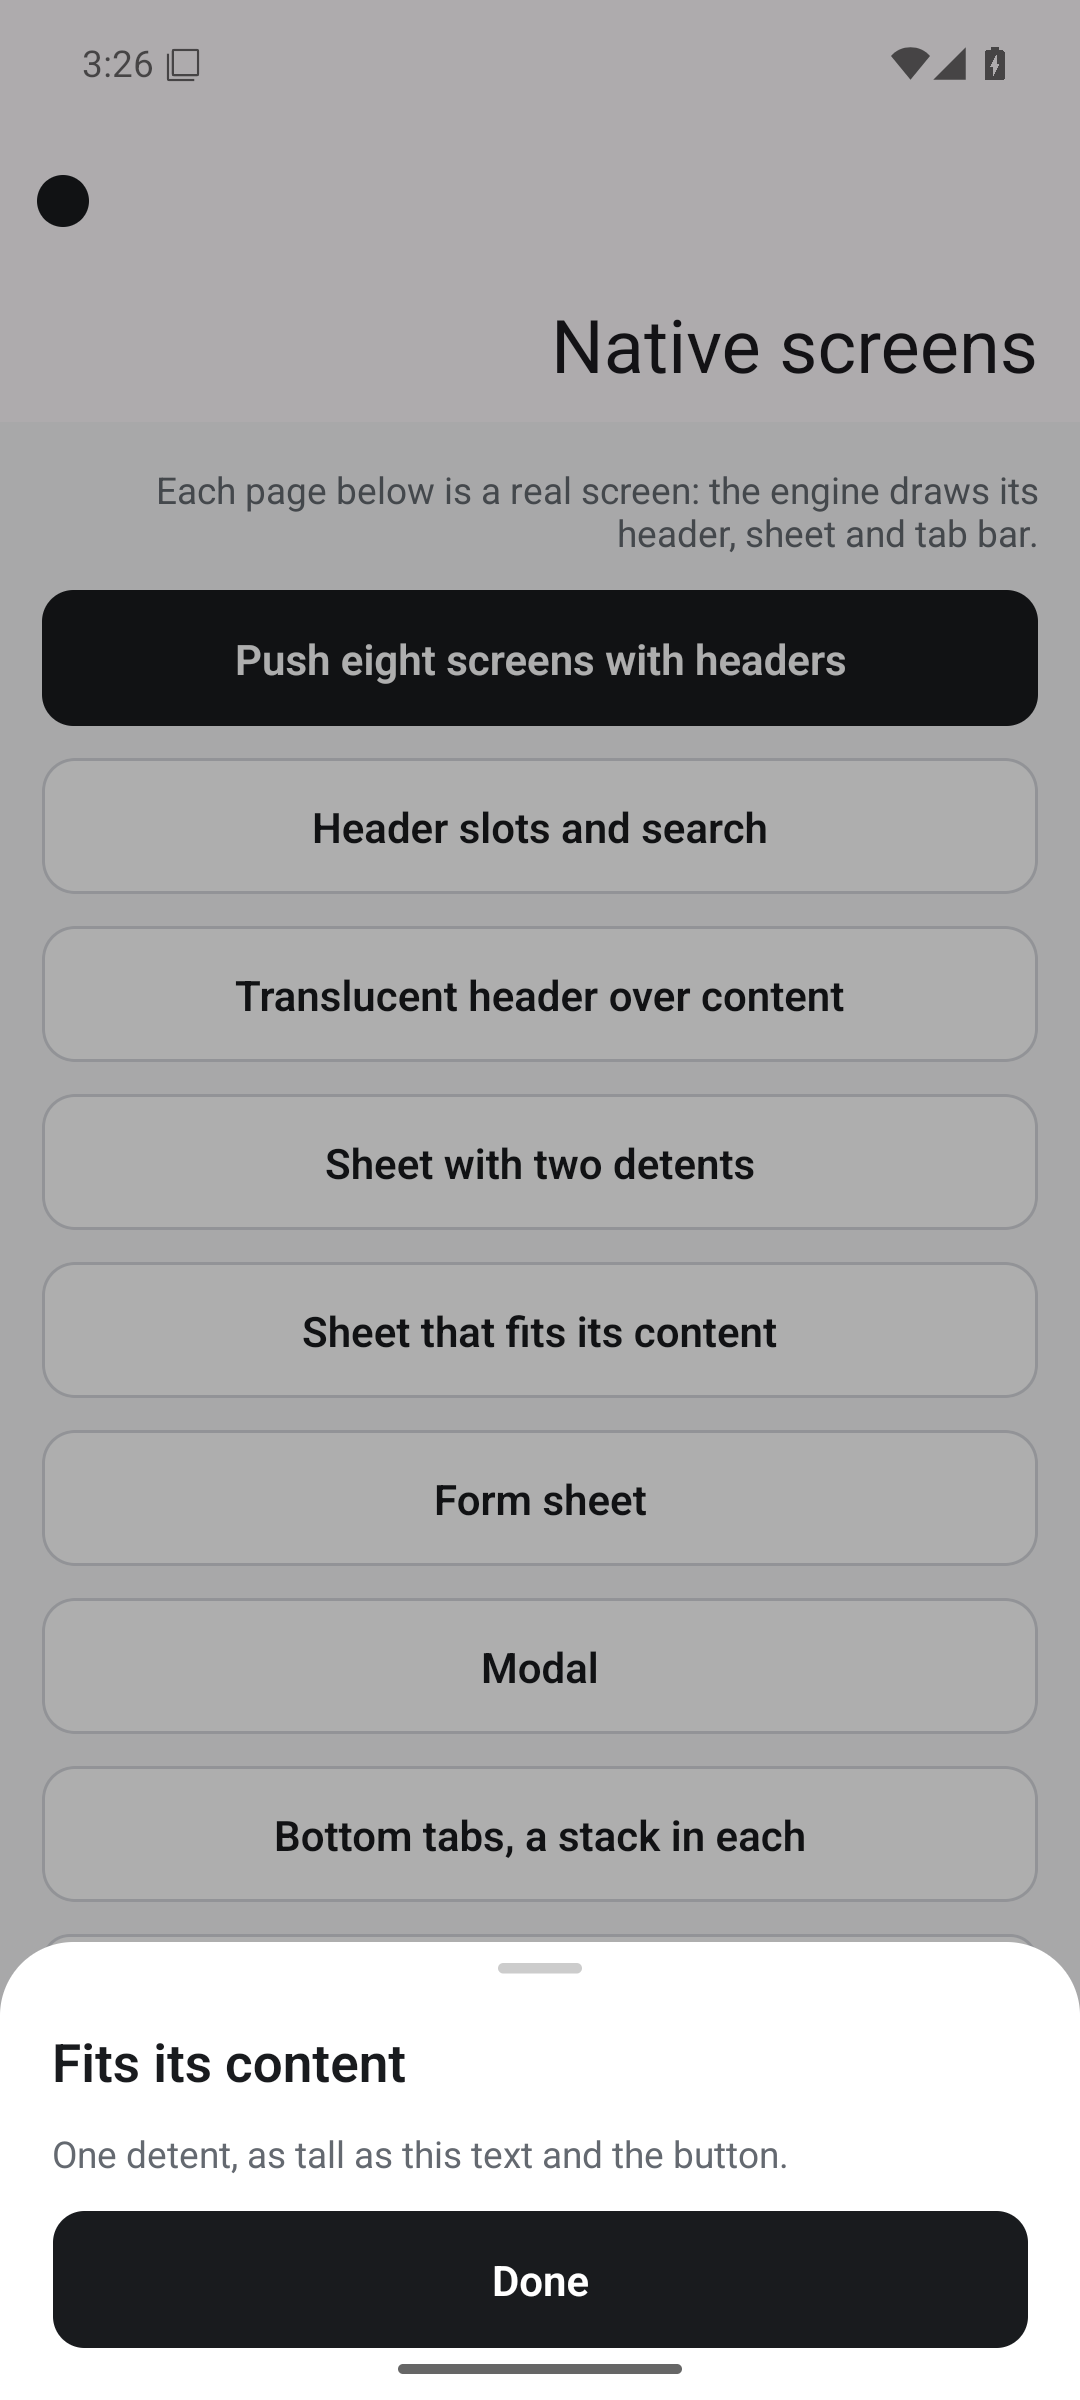 3:26
Native screens
Each page below is a real screen: the engine draws its
header, sheet and tab bar.
Push eight screens with headers
Header slots and search
Translucent header over content
Sheet with two detents
Sheet that fits its content
Form sheet
Modal
Bottom tabs, a stack in each
Fits its content
One detent, as tall as this text and the button.
Done